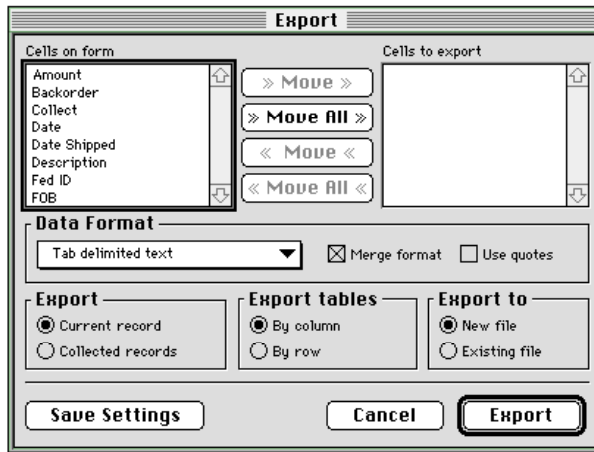 Export
Cells on form
Cells to export
Amount
Backorder
Collect
Date
Date Shipped
Description
Fed ID
FOB
» Move »
» Move All »
« Move «
« Move All «
Data Format
Tab delimited text
Merge format
Use quotes
Export
Current record
Collected records
Export tables
By column
By row
Export to
New file
Existing file
Save Settings
Cancel
Export